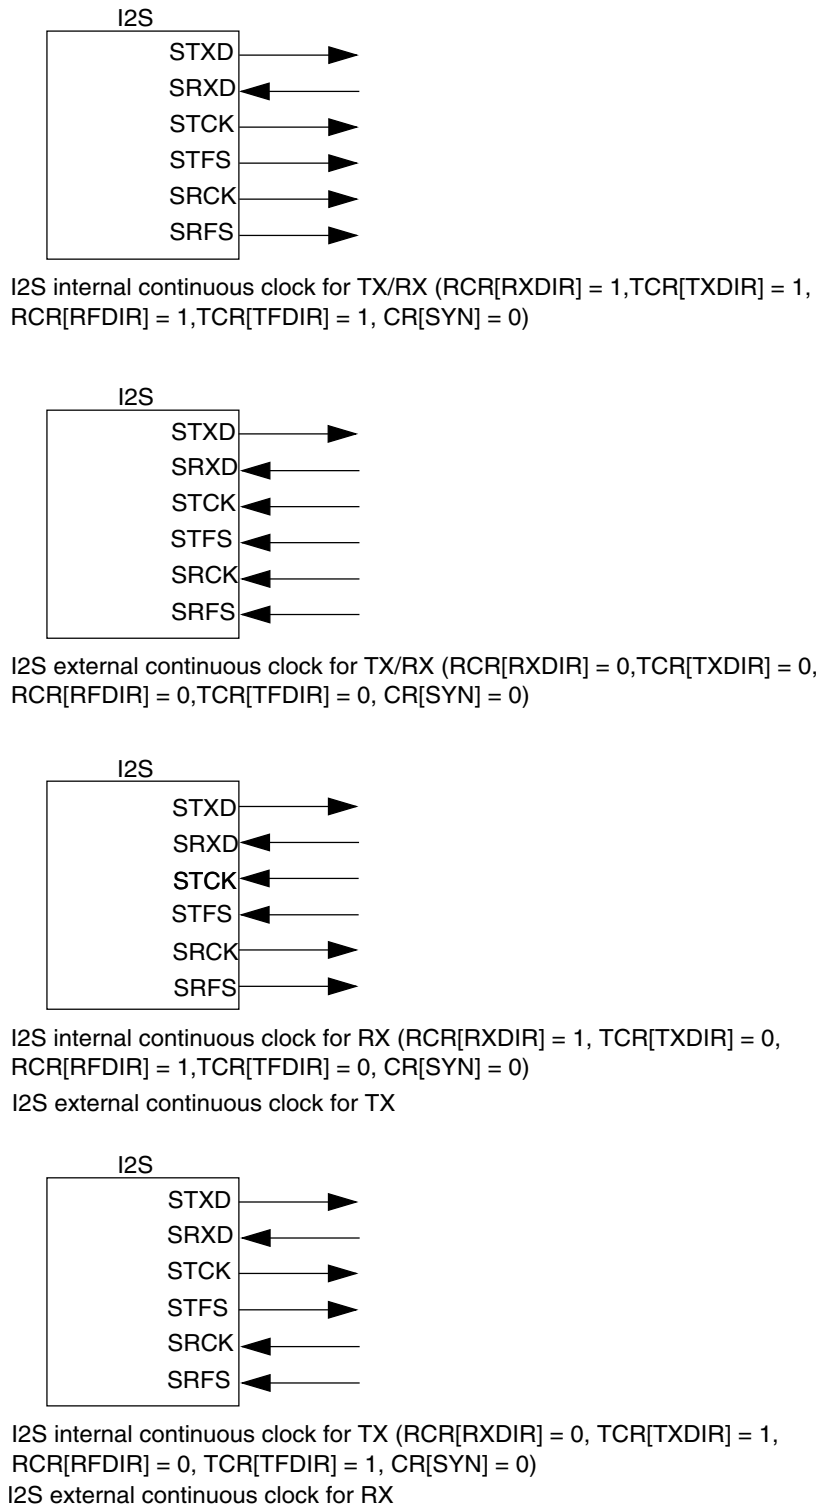 I2S
STXD
SRXD
STCK
STFS
SRCK
SRFS
I2S internal continuous clock for TX/RX (RCR[RXDIR] = 1,TCR[TXDIR] = 1,
RCR[RFDIR] = 1,TCR[TFDIR] = 1, CR[SYN] = 0)
I2S
STXD
SRXD
STCK
STFS
SRCK
SRFS
I2S external continuous clock for TX/RX (RCR[RXDIR] = 0,TCR[TXDIR] = 0,
RCR[RFDIR] = 0,TCR[TFDIR] = 0, CR[SYN] = 0)
I2S
STXD
SRXD
STCK
STFS
SRCK
SRFS
I2S internal continuous clock for RX (RCR[RXDIR] = 1, TCR[TXDIR] = 0,
RCR[RFDIR] = 1,TCR[TFDIR] = 0, CR[SYN] = 0)
I2S external continuous clock for TX
I2S
STXD
SRXD
STCK
STFS
SRCK
SRFS
I2S internal continuous clock for TX (RCR[RXDIR] = 0, TCR[TXDIR] = 1,
RCR[RFDIR] = 0, TCR[TFDIR] = 1, CR[SYN] = 0)
I2S external continuous clock for RX